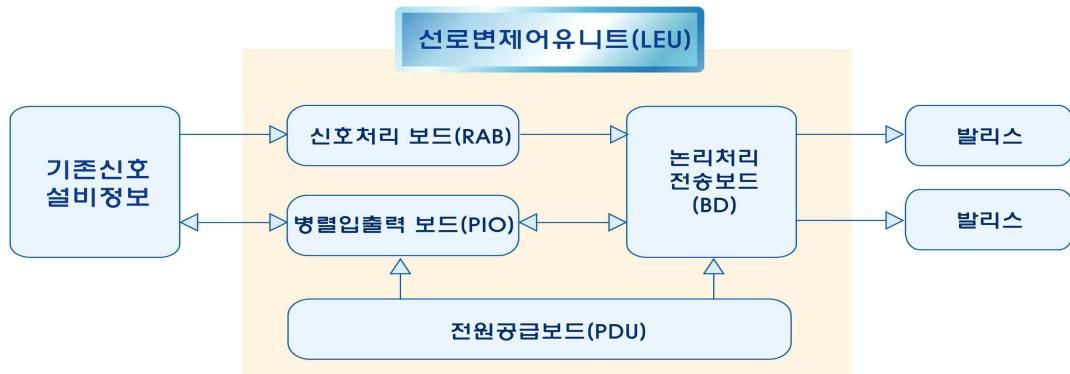 선로변제어유니트(LEU)
기존신호
설비정보
신호처리 보드(RAB)
병렬입출력 보드(PIO)
논리처리
전송보드
(BD)
발리스
발리스
전원공급보드(PDU)